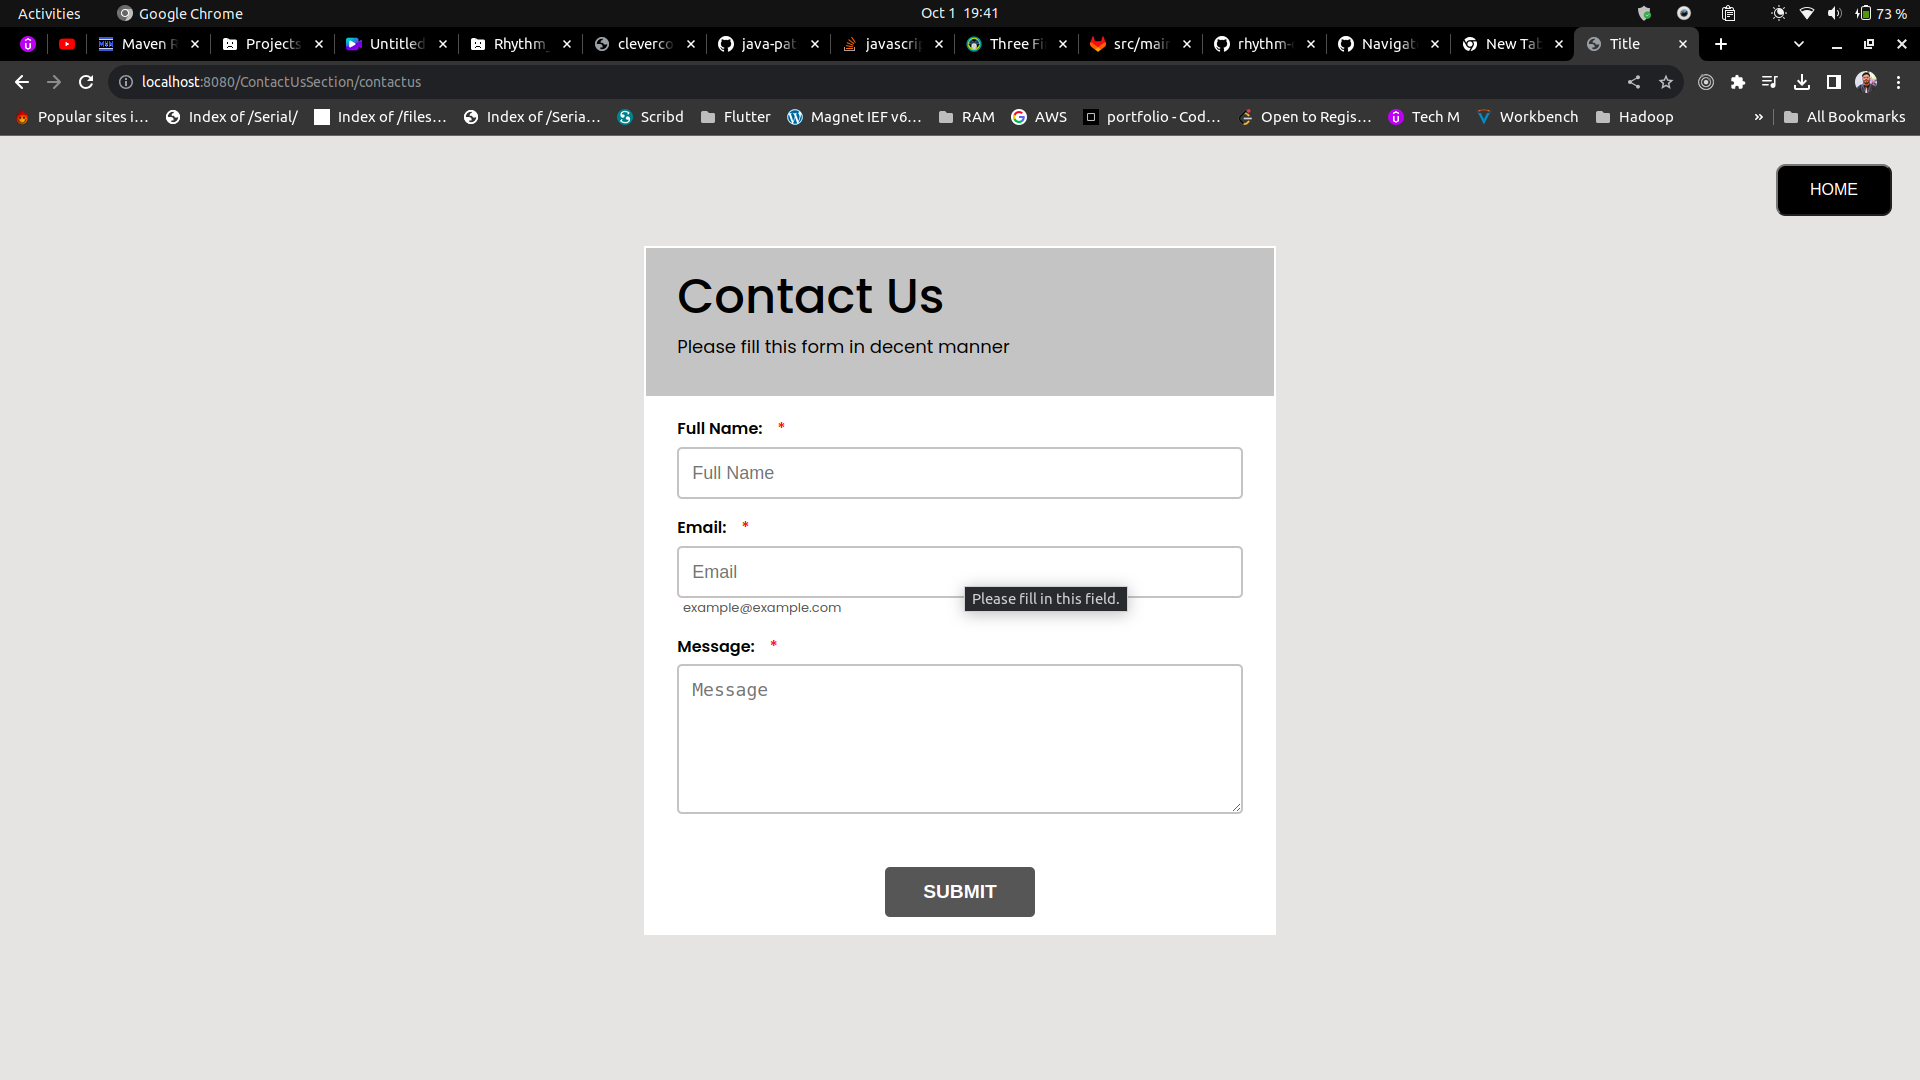 Activities Google Chrome Oct 1 19:41 73 %
Maven R Projects Untitled Rhythm_ cleverco java-pat javascrip Three Fi src/main rhythm- Navigat New Tab Title
localhost:8080/ContactUsSection/contactus
Popular sites i… Index of /Serial/ Index of /files… Index of /Seria… Scribd Flutter Magnet IEF v6… RAM AWS portfolio - Cod… Open to Regis… Tech M Workbench Hadoop » All Bookmarks
HOME
Contact Us
Please fill this form in decent manner
Full Name: *
Full Name
Email: *
Email
Please fill in this field.
example@example.com
Message: *
Message
SUBMIT